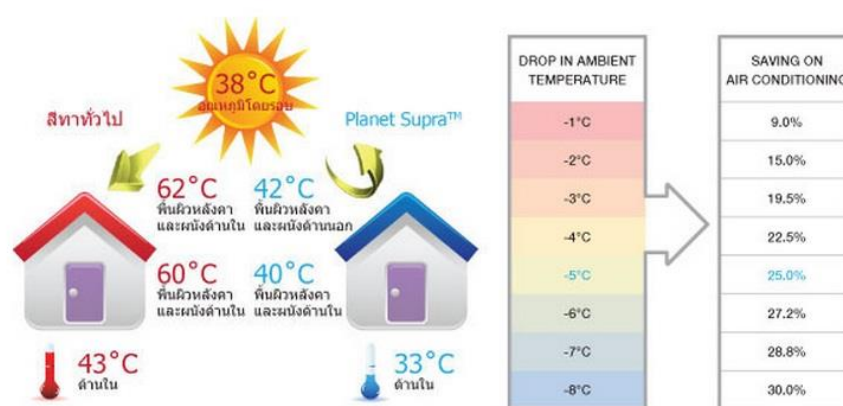 38°C
อุณหภูมิโดยรอบ
สีทาทั่วไป
Planet Supra™
62°C
พื้นผิวหลังคา
และผนังด้านใน
42°C
พื้นผิวหลังคา
และผนังด้านนอก
60°C
พื้นผิวหลังคา
และผนังด้านใน
40°C
พื้นผิวหลังคา
และผนังด้านใน
43°C
ด้านใน
33°C
ด้านใน
DROP IN AMBIENT
TEMPERATURE
-1°C
-2°C
-3°C
-4°C
-5°C
-6°C
-7°C
-8°C
SAVING ON
AIR CONDITIONING
9.0%
15.0%
19.5%
22.5%
25.0%
27.2%
28.8%
30.0%